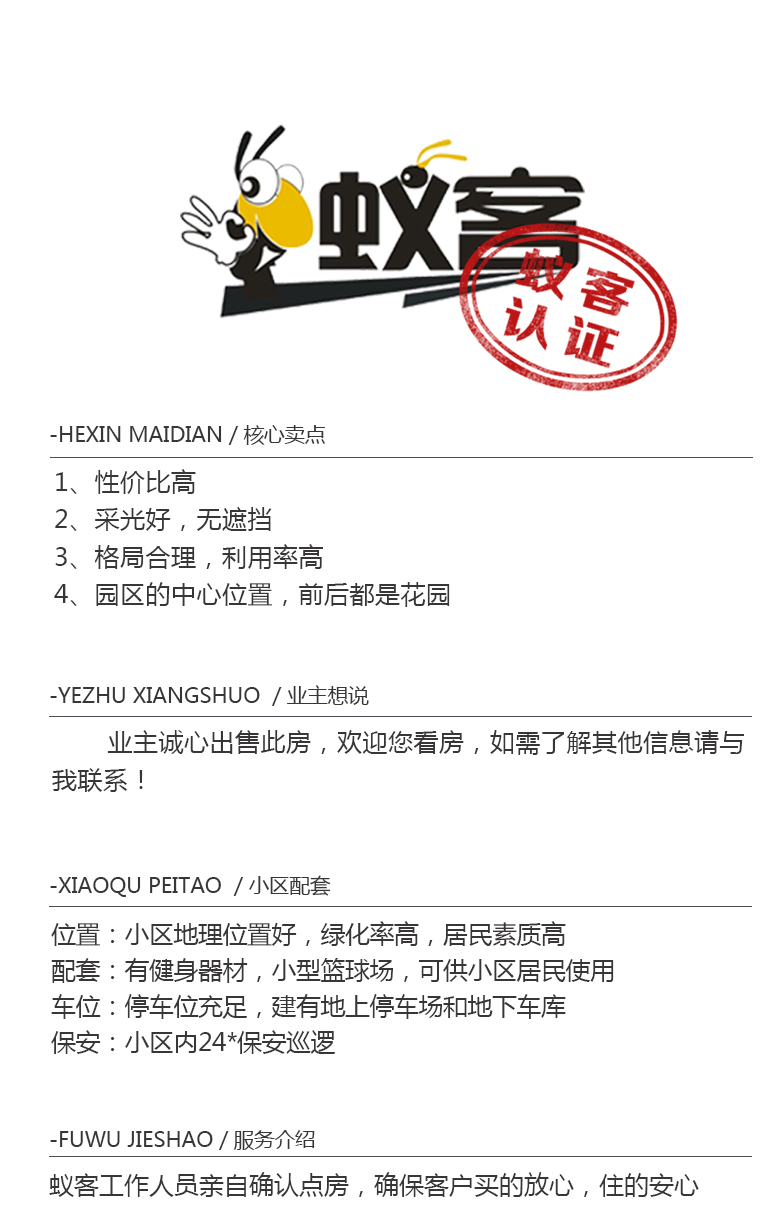 蚁客
蚁客
认证
-HEXIN MAIDIAN / 核心卖点
1、性价比高
2、采光好，无遮挡
3、格局合理，利用率高
4、园区的中心位置，前后都是花园
-YEZHU XIANGSHUO / 业主想说
业主诚心出售此房，欢迎您看房，如需了解其他信息请与
我联系！
-XIAOQU PEITAO / 小区配套
位置：小区地理位置好，绿化率高，居民素质高
配套：有健身器材，小型篮球场，可供小区居民使用
车位：停车位充足，建有地上停车场和地下车库
保安：小区内24*保安巡逻
-FUWU JIESHAO / 服务介绍
蚁客工作人员亲自确认点房，确保客户买的放心，住的安心